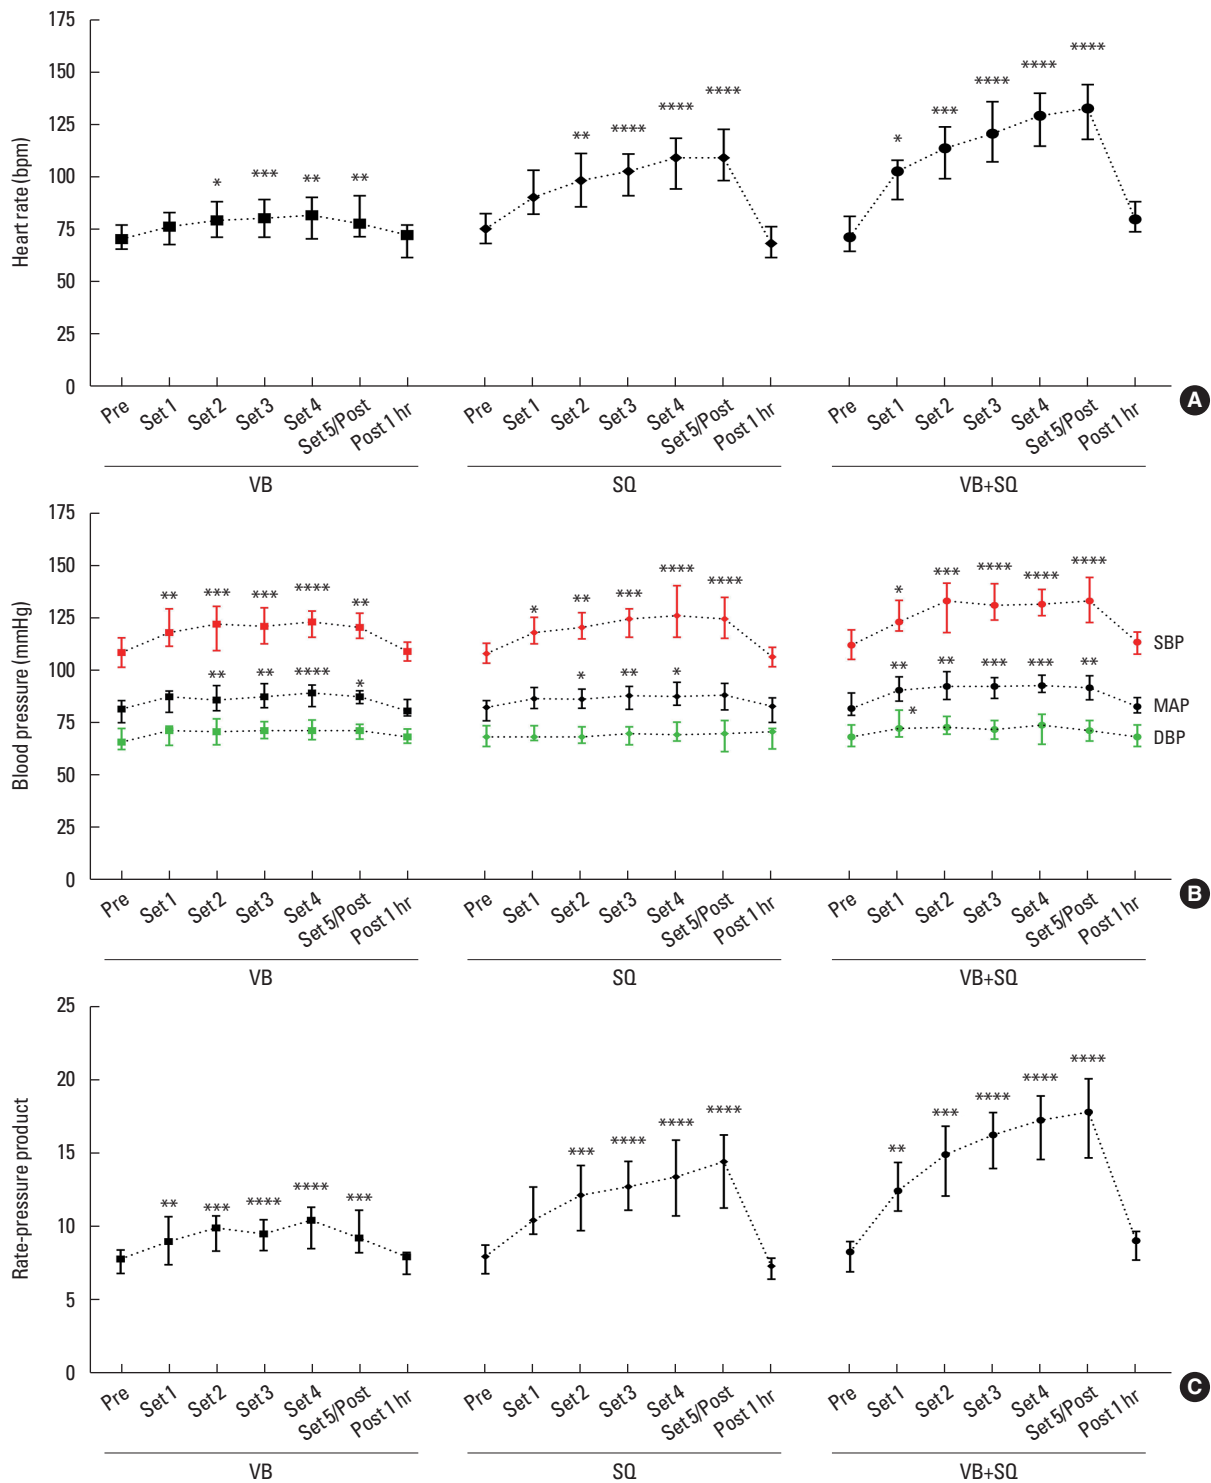 175
150
125
100
75
50
25
0
Heart rate (bpm)
* *** ** **
** **** **** ****
* *** **** **** ****
Pre Set 1 Set 2 Set 3 Set 4 Set 5/Post Post 1 hr
Pre Set 1 Set 2 Set 3 Set 4 Set 5/Post Post 1 hr
Pre Set 1 Set 2 Set 3 Set 4 Set 5/Post Post 1 hr
VB SQ VB+SQ
A
175
150
125
100
75
50
25
0
Blood pressure (mmHg)
** *** *** **** **
** ** **** *
* ** *** **** ****
* ** *
* *** **** **** ****
** ** *** *** **
*
SBP
MAP
DBP
Pre Set 1 Set 2 Set 3 Set 4 Set 5/Post Post 1 hr
Pre Set 1 Set 2 Set 3 Set 4 Set 5/Post Post 1 hr
Pre Set 1 Set 2 Set 3 Set 4 Set 5/Post Post 1 hr
VB SQ VB+SQ
B
25
20
15
10
5
0
Rate-pressure product
** *** **** **** ***
*** **** **** ****
** *** **** **** ****
Pre Set 1 Set 2 Set 3 Set 4 Set 5/Post Post 1 hr
Pre Set 1 Set 2 Set 3 Set 4 Set 5/Post Post 1 hr
Pre Set 1 Set 2 Set 3 Set 4 Set 5/Post Post 1 hr
VB SQ VB+SQ
C